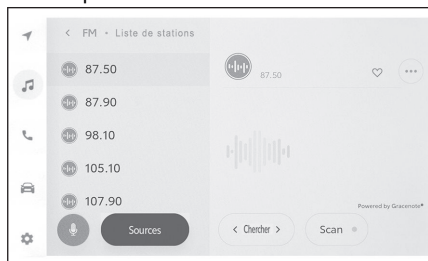 FM • Liste de stations
87.50
87.90
98.10
105.10
107.90
Sources
87.50
Powered by Gracenote®
< Chercher >
Scan